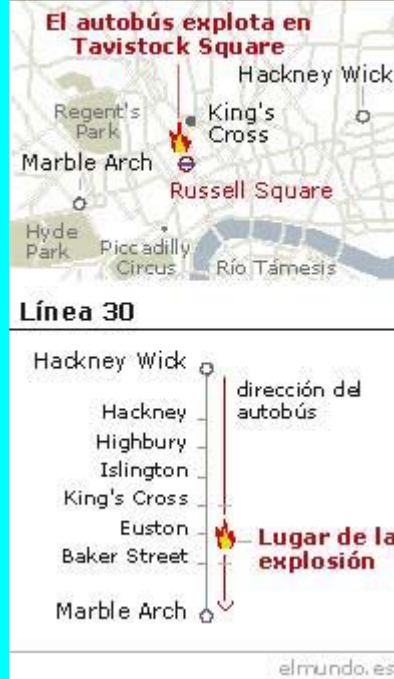 El autobús explota en
Tavistock Square
Hackney Wick
Regent's
Park
King's
Cross
Marble Arch
Russell Square
Hyde
Park
Piccadilly
Circus
Río Támesis
Línea 30
Hackney Wick
dirección del
autobús
Hackney
Highbury
Islington
King's Cross
Euston
Lugar de la
explosión
Baker Street
Marble Arch
elmundo.es